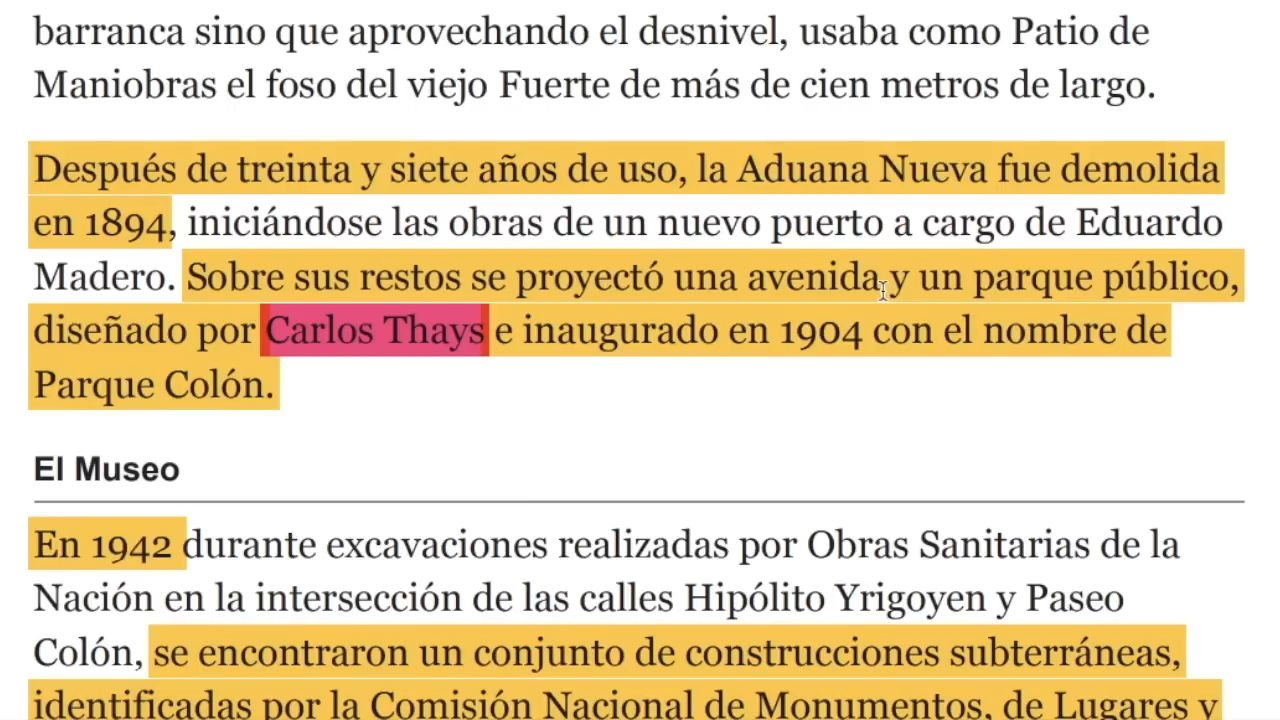 barranca sino que aprovechando el desnivel, usaba como Patio de
Maniobras el foso del viejo Fuerte de más de cien metros de largo.
Después de treinta y siete años de uso, la Aduana Nueva fue demolida
en 1894, iniciándose las obras de un nuevo puerto a cargo de Eduardo
Madero. Sobre sus restos se proyectó una avenida y un parque público,
diseñado por Carlos Thays e inaugurado en 1904 con el nombre de
Parque Colón.
El Museo
En 1942 durante excavaciones realizadas por Obras Sanitarias de la
Nación en la intersección de las calles Hipólito Yrigoyen y Paseo
Colón, se encontraron un conjunto de construcciones subterráneas,
identificadas por la Comisión Nacional de Monumentos, de Lugares y